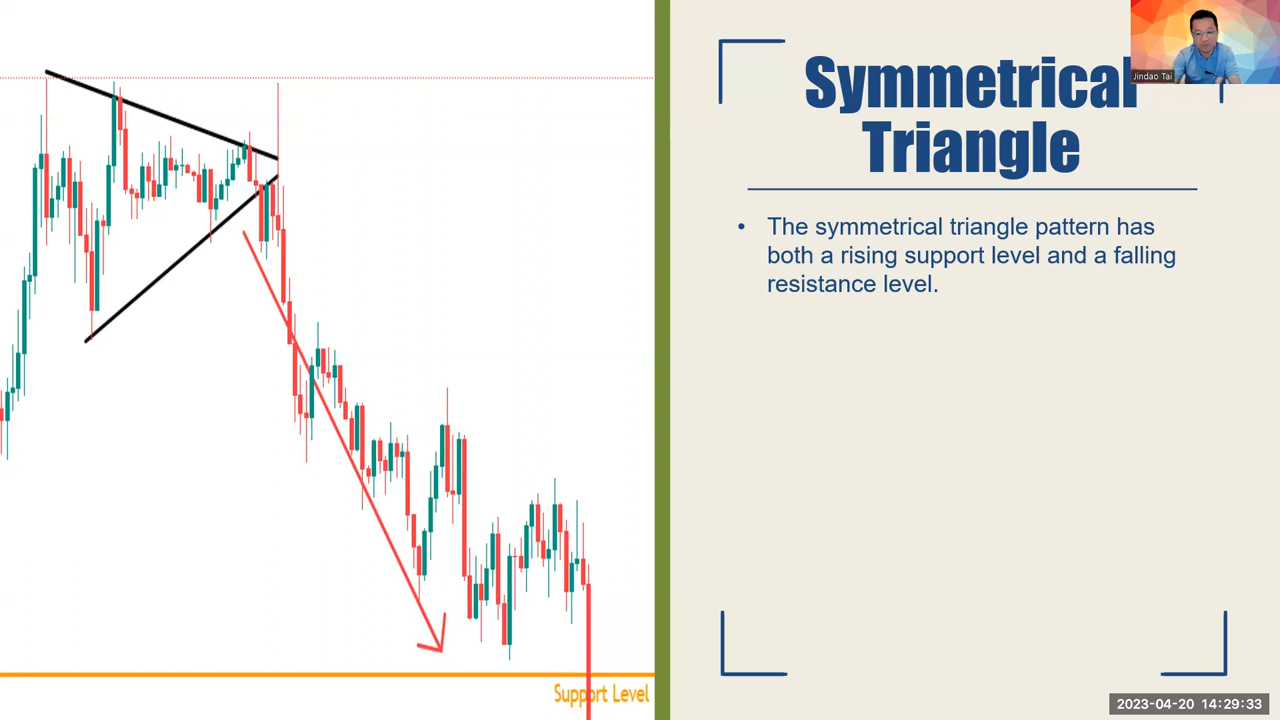 Symmetrical
Triangle
Jindao Tai
• The symmetrical triangle pattern has
both a rising support level and a falling
resistance level.
Support Level
2023-04-20 14:29:33